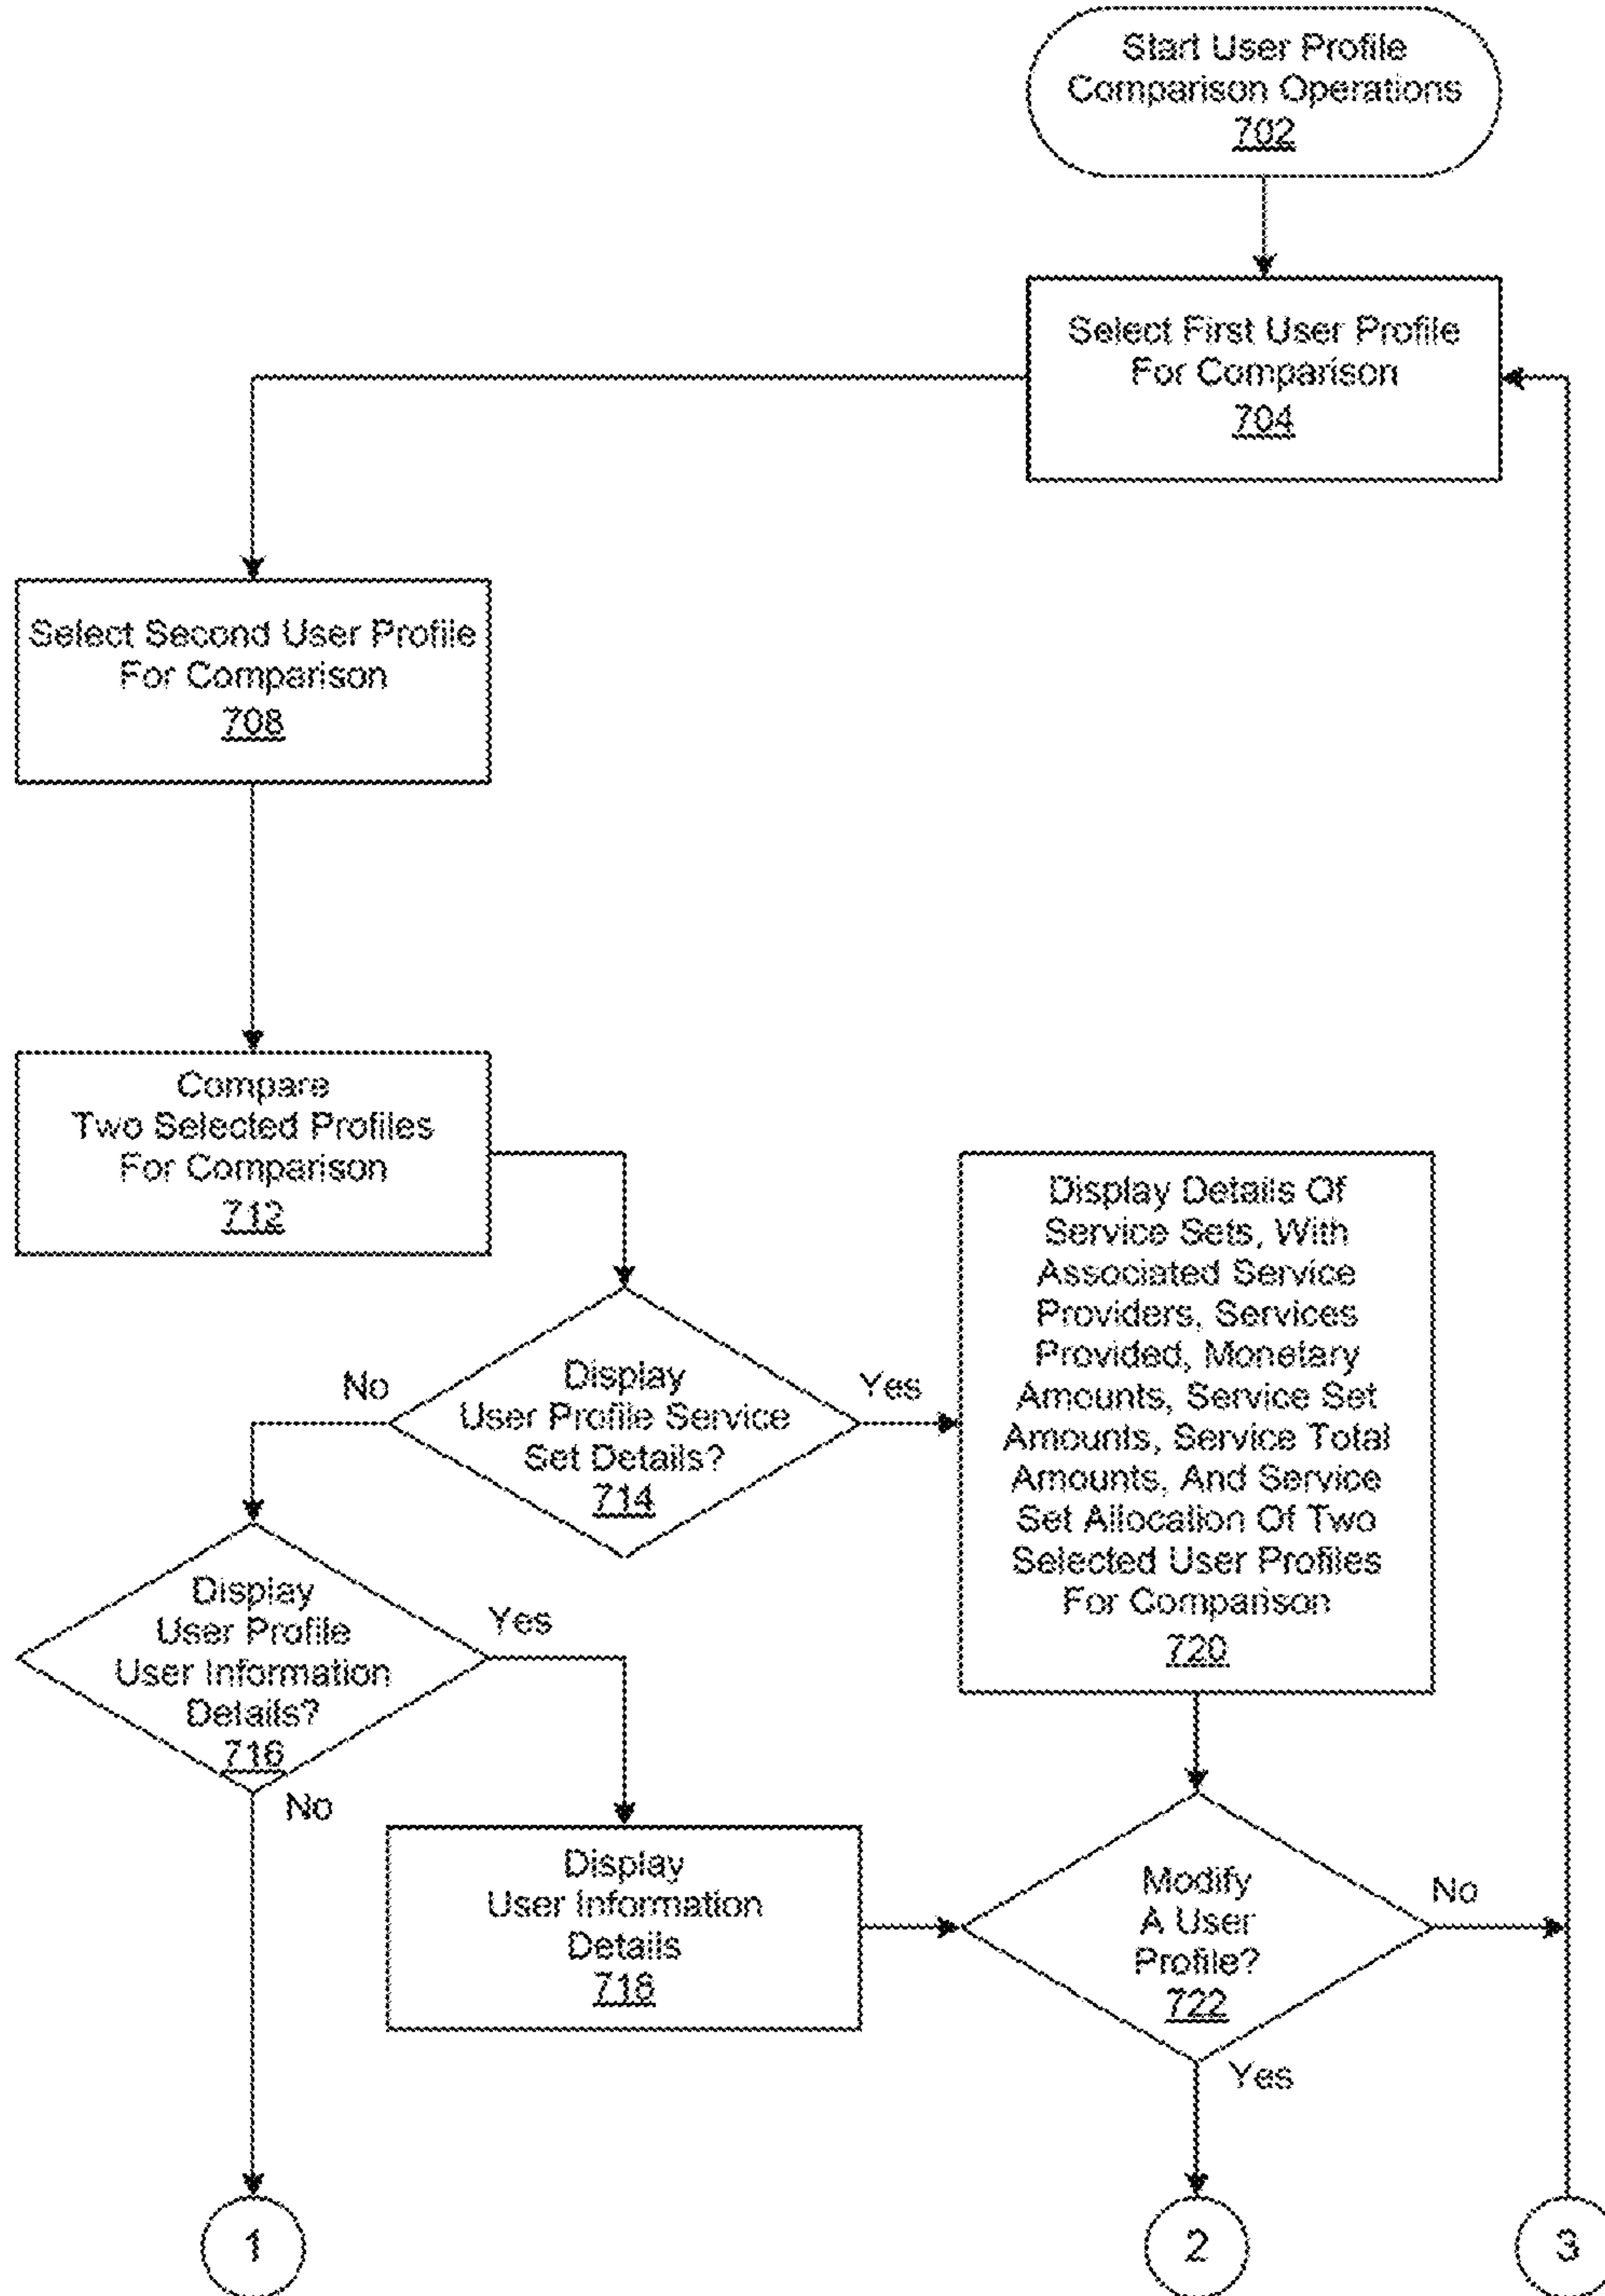 Start User Profile
Comparison Operations
702
Select First User Profile
For Comparison
704
Select Second User Profile
For Comparison
708
Compare
Two Selected Profiles
For Comparison
712
Display
User Profile Service
Set Details?
714
No
Yes
Display Details Of
Service Sets, With
Associated Service
Providers, Services
Provided, Monetary
Amounts, Service Set
Amounts, Service Total
Amounts, And Service
Set Allocation Of Two
Selected User Profiles
For Comparison
720
Display
User Profile
User Information
Details?
716
Yes
No
Display
User Information
Details
718
Modify
A User
Profile?
722
No
Yes
1
2
3